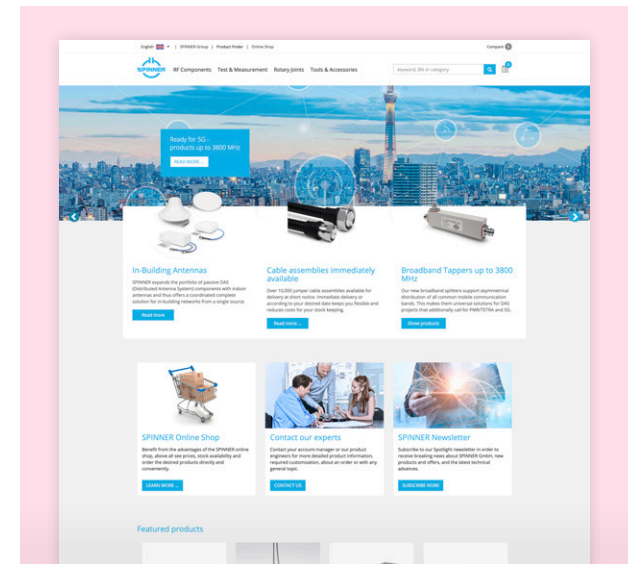 English | SPINNER Group | Product Finder | Online Shop
Compare
SPINNER
RF Components Test & Measurement Rotary Joints Tools & Accessories
keyword, BN or category
Ready for 5G -
products up to 3800 MHz
READ MORE ...
In-Building Antennas
SPINNER expands the portfolio of passive DAS
(Distributed Antenna System) components with indoor
antennas and thus offers a coordinated complete
solution for in-building networks from a single source.
Read more
Cable assemblies immediately
available
Over 10,000 jumper cable assemblies available for
delivery at short notice. Immediate delivery or
according to your desired date keeps you flexible and
reduces costs for your stock keeping.
Read more ...
Broadband Tappers up to 3800
MHz
Our new broadband splitters support asymmetrical
distribution of all common mobile communication
bands. This makes them universal solutions for DAS
projects that additionally call for PMR/TETRA and 5G.
Show products
SPINNER Online Shop
Benefit from the advantages of the SPINNER online
shop, above all see prices, stock availability and
order the desired products directly and
conveniently.
LEARN MORE ...
Contact our experts
Contact your account manager or our product
engineers for more detailed product information,
required customisation, about an order or with any
general topic.
CONTACT US
SPINNER Newsletter
Subscribe to our Spotlight newsletter in order to
receive breaking news about SPINNER GmbH, new
products and offers, and the latest technical
advances.
SUBSCRIBE NOW
Featured products